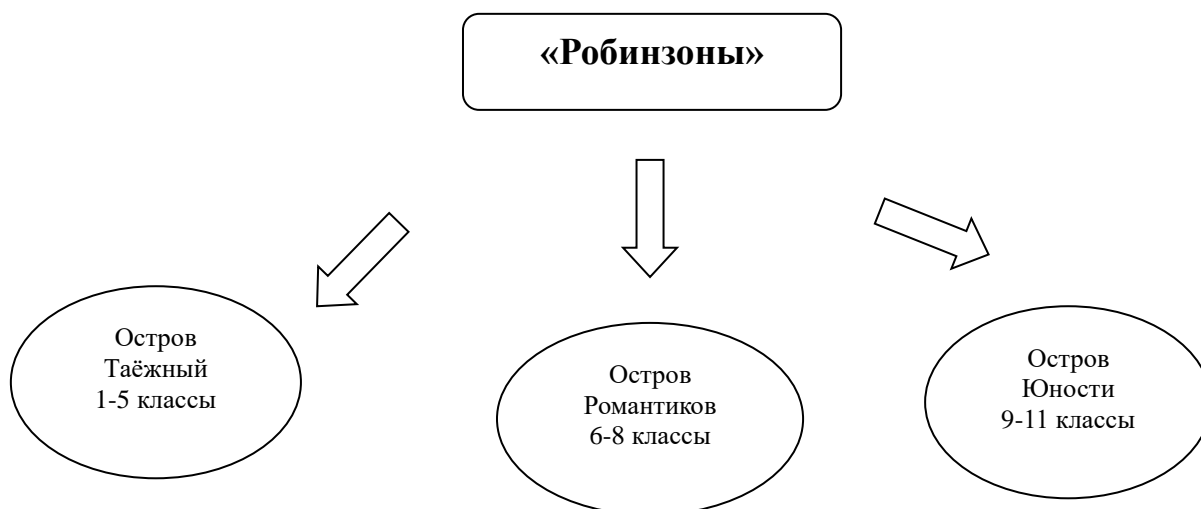 «Робинзоны»
Остров
Таёжный
1-5 классы
Остров
Романтиков
6-8 классы
Остров
Юности
9-11 классы